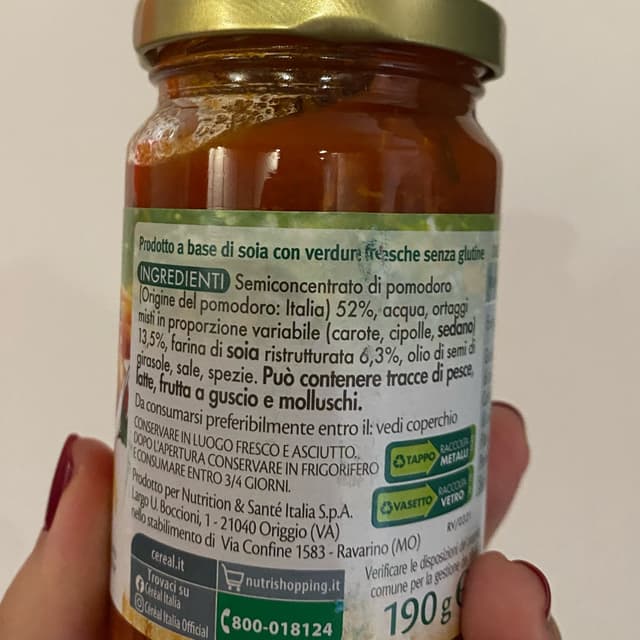 Prodotto a base di soia con verdure fresche senza glutine
INGREDIENTI Semiconcentrato di pomodoro
(Origine del pomodoro: Italia) 52%, acqua, ortaggi
misti in proporzione variabile (carote, cipolle, sedano)
13,5%, farina di soia ristrutturata 6,3%, olio di semi di
girasole, sale, spezie. Può contenere tracce di pesce,
latte, frutta a guscio e molluschi.
Da consumarsi preferibilmente entro il: vedi coperchio
CONSERVARE IN LUOGO FRESCO E ASCIUTTO.
DOPO L'APERTURA CONSERVARE IN FRIGORIFERO
E CONSUMARE ENTRO 3/4 GIORNI.
TAPPO RACCOLTA METALLI
VASETTO RACCOLTA VETRO
Prodotto per Nutrition & Santé Italia S.p.A.
Largo U. Boccioni, 1 - 21040 Origgio (VA)
nello stabilimento di Via Confine 1583 - Ravarino (MO)
cereal.it
nutrishopping.it
Verificare le disposizioni del
comune per la gestione
Trovaci su
Céréal Italia
Céréal Italia Official
800-018124
190 g e